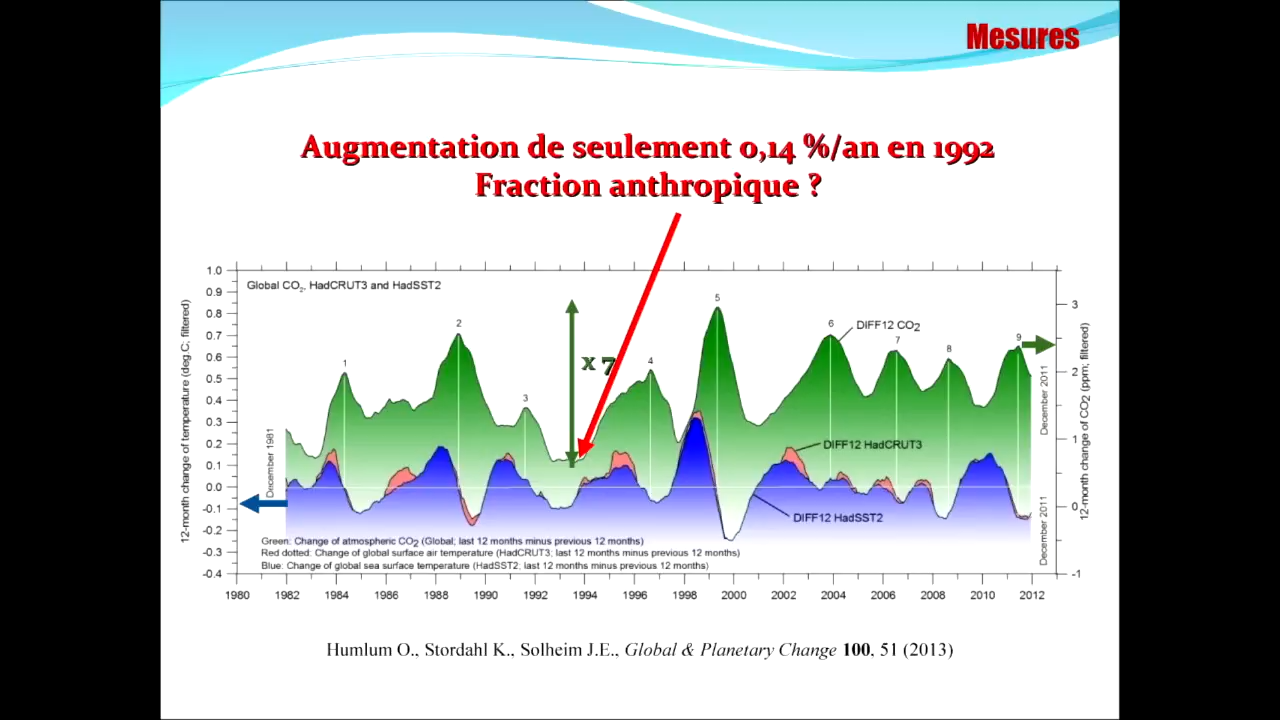 Mesures
Augmentation de seulement 0,14 %/an en 1992
Fraction anthropique ?
Global CO2, HadCRUT3 and HadSST2
12-month change of temperature (deg.C; filtered)
1.0
0.9
0.8
0.7
0.6
0.5
0.4
0.3
0.2
0.1
0.0
-0.1
-0.2
-0.3
-0.4
December 1981
1
2
3
x 7
4
5
6
DIFF12 CO2
7
8
9
DIFF12 HadCRUT3
DIFF12 HadSST2
December 2011
December 2011
3
2
1
0
-1
12-month change of CO2 (ppm; filtered)
Green: Change of atmospheric CO2 (Global; last 12 months minus previous 12 months)
Red dotted: Change of global surface air temperature (HadCRUT3; last 12 months minus previous 12 months)
Blue: Change of global sea surface temperature (HadSST2; last 12 months minus previous 12 months)
1980 1982 1984 1986 1988 1990 1992 1994 1996 1998 2000 2002 2004 2006 2008 2010 2012
Humlum O., Stordahl K., Solheim J.E., Global & Planetary Change 100, 51 (2013)